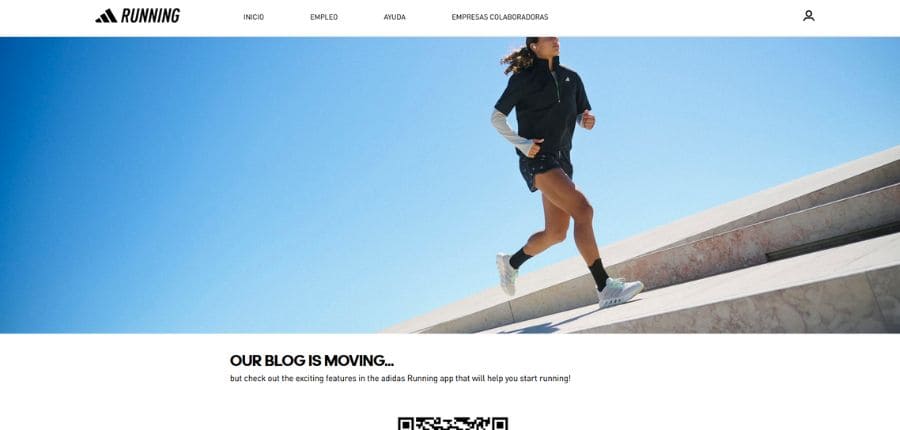 RUNNING
INICIO EMPLEO AYUDA EMPRESAS COLABORADORAS
OUR BLOG IS MOVING...
but check out the exciting features in the adidas Running app that will help you start running!